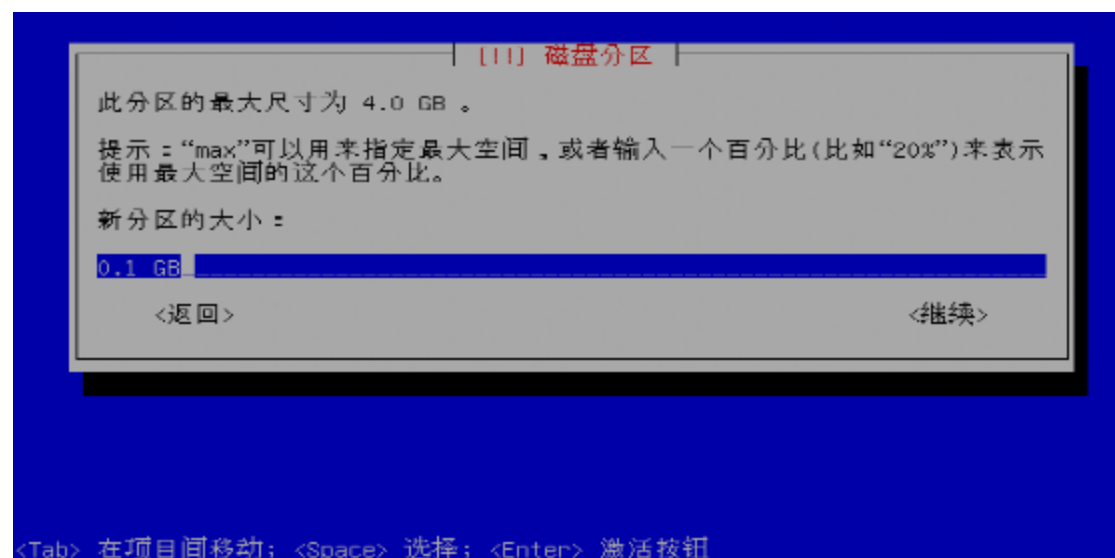 [!!] 磁盘分区
此分区的最大尺寸为 4.0 GB 。
提示：“max”可以用来指定最大空间，或者输入一个百分比(比如“20%”)来表示
使用最大空间的这个百分比。
新分区的大小：
0.1 GB
<返回> <继续>
<Tab> 在项目间移动; <Space> 选择; <Enter> 激活按钮